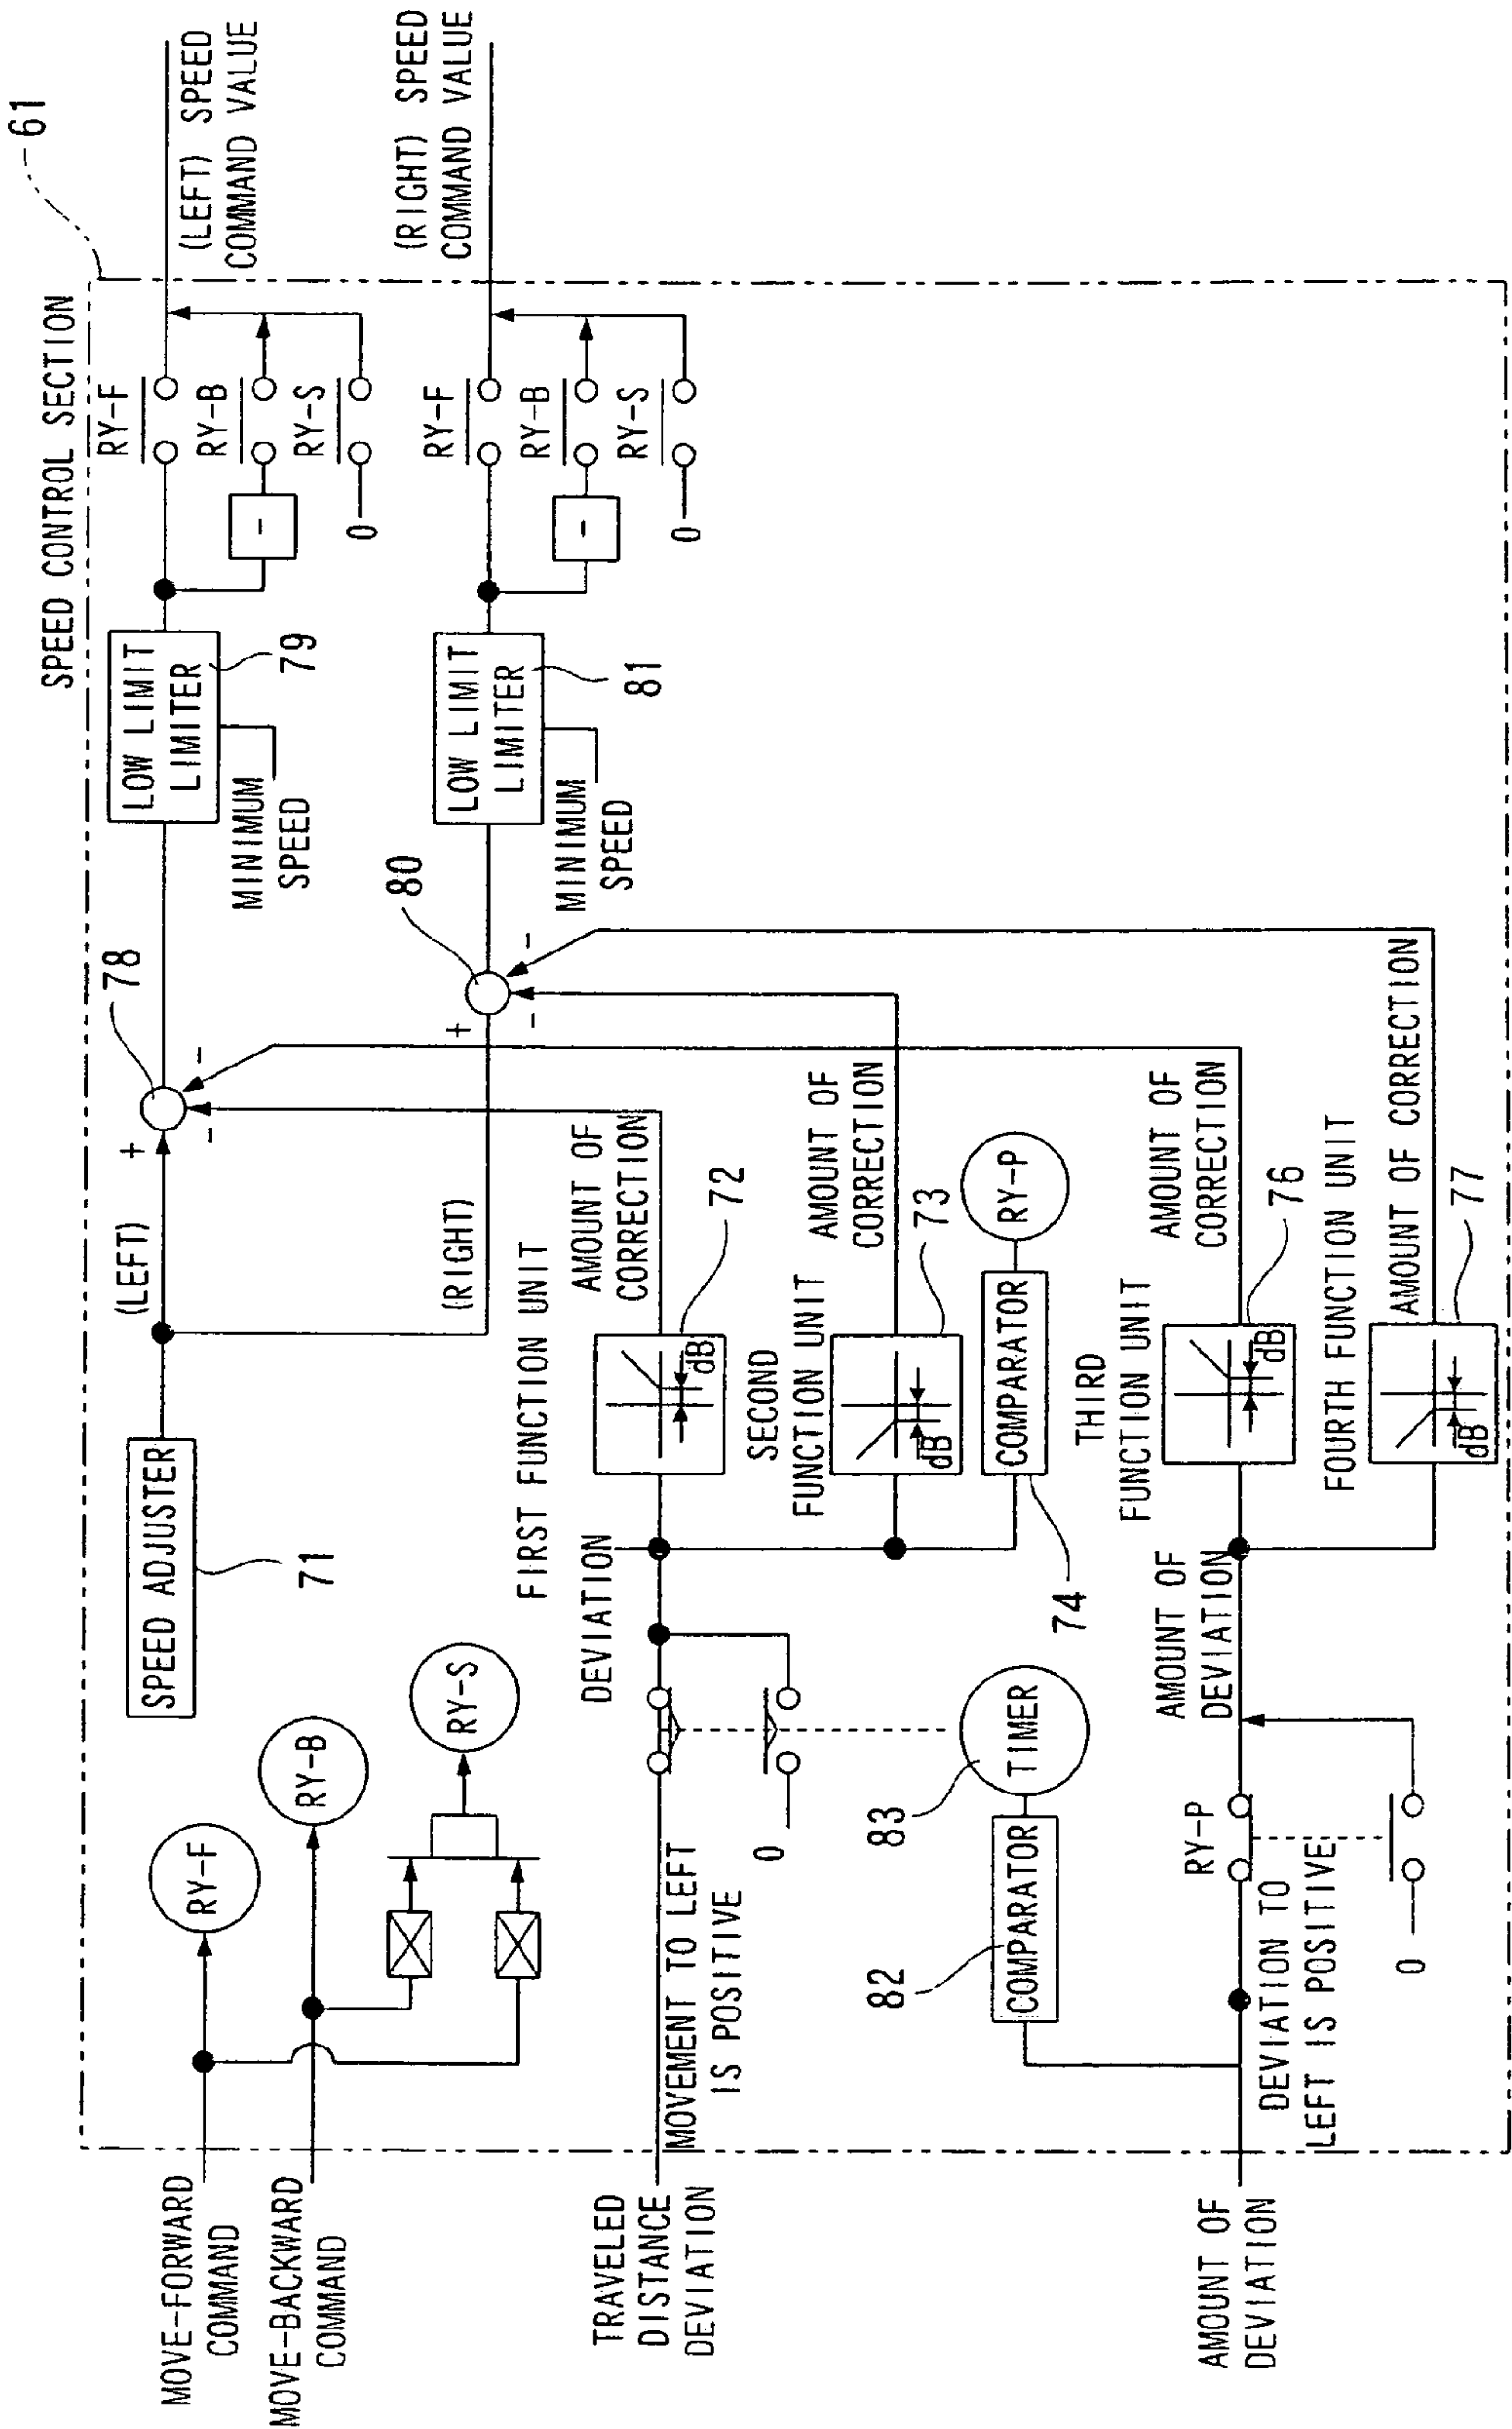 61
SPEED CONTROL SECTION
MOVE-FORWARD
COMMAND
MOVE-BACKWARD
COMMAND
RY-F
RY-B
RY-S
SPEED ADJUSTER
71
(LEFT)
(RIGHT)
+
-
-
78
LOW LIMIT
LIMITER
79
MINIMUM
SPEED
-
0
RY-F
RY-B
RY-S
(LEFT) SPEED
COMMAND VALUE
+
-
-
80
LOW LIMIT
LIMITER
81
MINIMUM
SPEED
-
0
RY-F
RY-B
RY-S
(RIGHT) SPEED
COMMAND VALUE
TRAVELED
DISTANCE
DEVIATION
MOVEMENT TO LEFT
IS POSITIVE
0
DEVIATION
FIRST FUNCTION UNIT
dB
72
AMOUNT OF
CORRECTION
SECOND
FUNCTION UNIT
dB
73
AMOUNT OF
CORRECTION
COMPARATOR
74
RY-P
82
COMPARATOR
83
TIMER
AMOUNT OF
DEVIATION
DEVIATION TO
LEFT IS POSITIVE
RY-P
0
AMOUNT OF
DEVIATION
THIRD
FUNCTION UNIT
dB
76
AMOUNT OF
CORRECTION
FOURTH FUNCTION UNIT
dB
77
AMOUNT OF CORRECTION